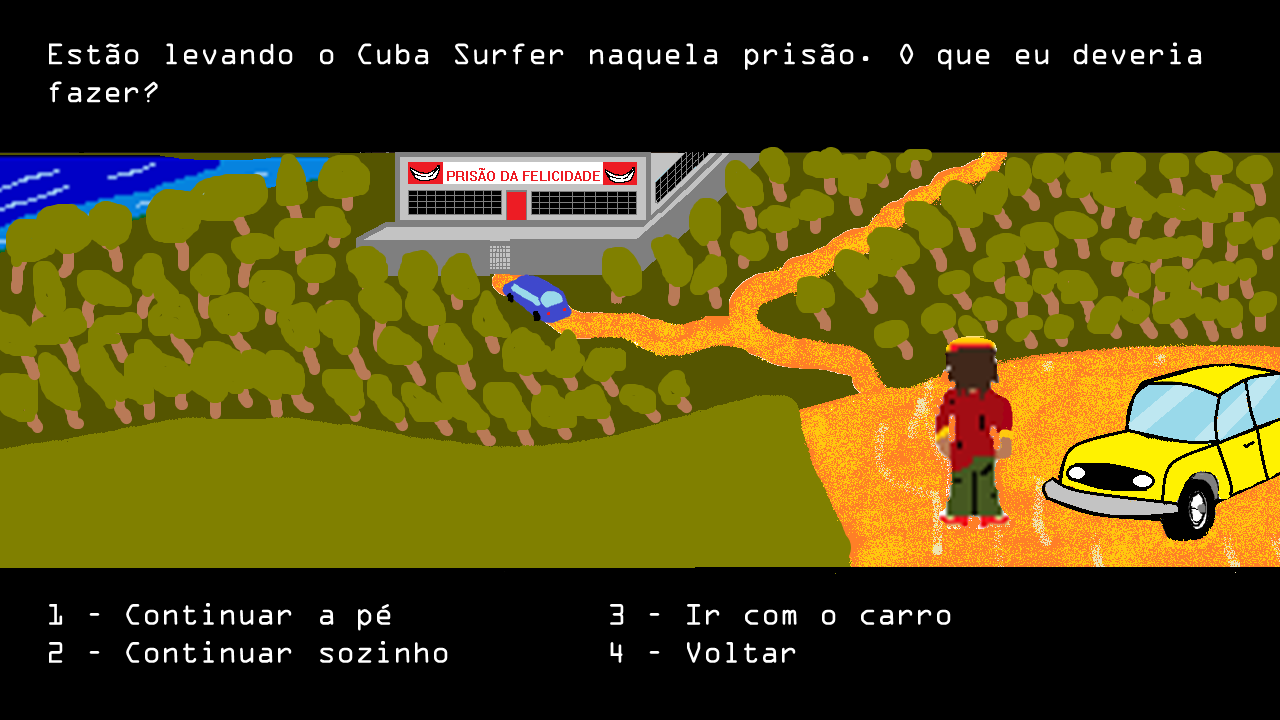 Estão levando o Cuba Surfer naquela prisão. O que eu deveria
fazer?
PRISÃO DA FELICIDADE
1 - Continuar a pé
2 - Continuar sozinho
3 - Ir com o carro
4 - Voltar